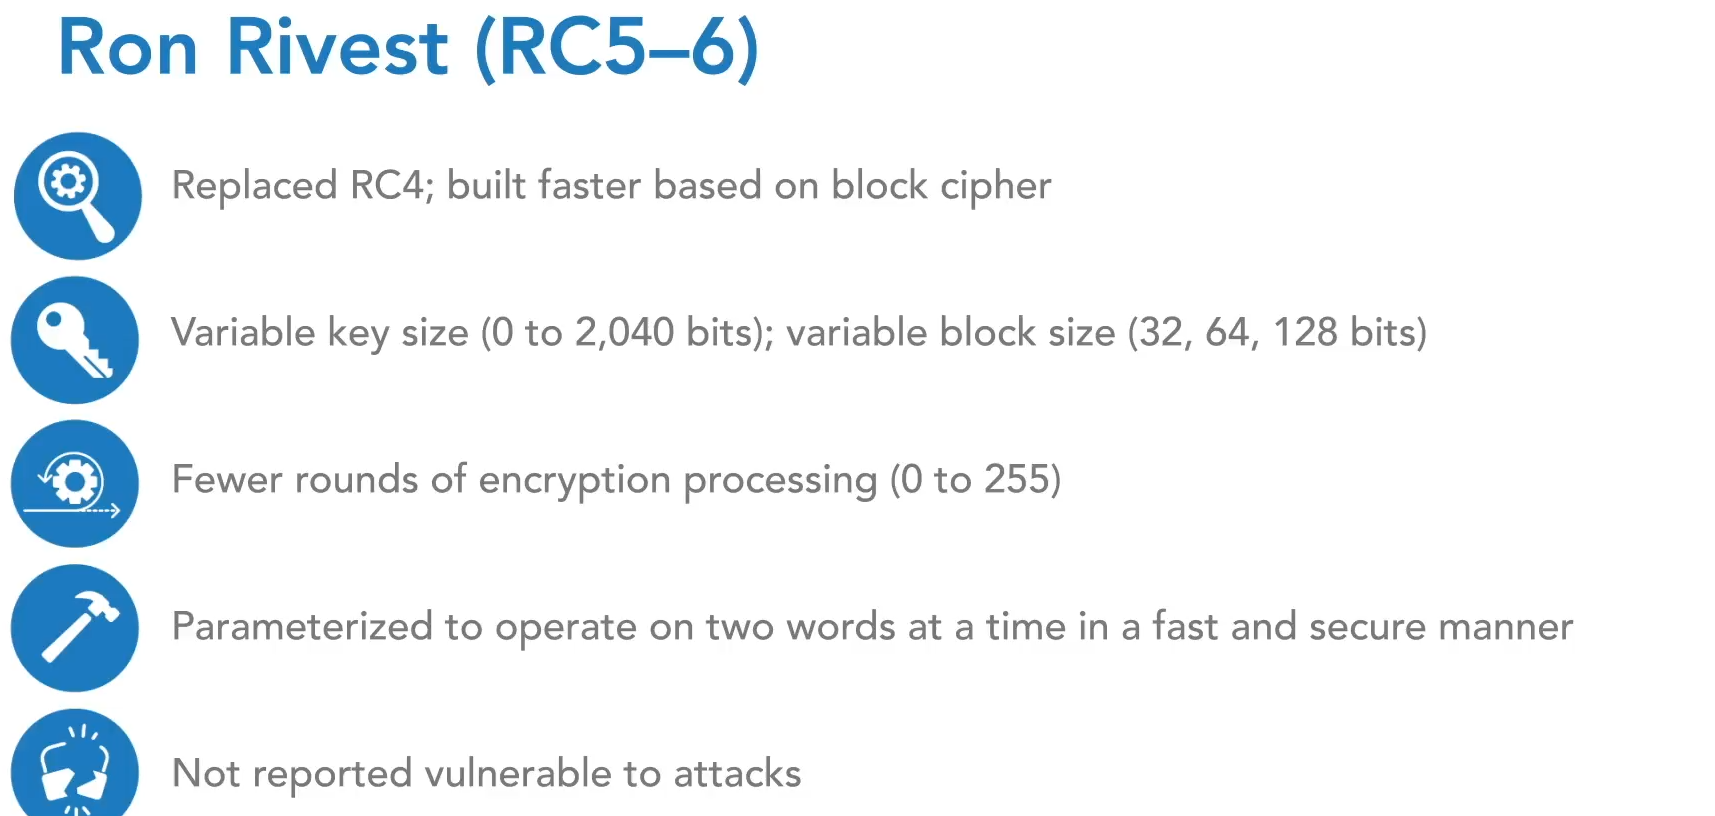 Ron Rivest (RC5–6)
Replaced RC4; built faster based on block cipher
Variable key size (0 to 2,040 bits); variable block size (32, 64, 128 bits)
Fewer rounds of encryption processing (0 to 255)
Parameterized to operate on two words at a time in a fast and secure manner
Not reported vulnerable to attacks